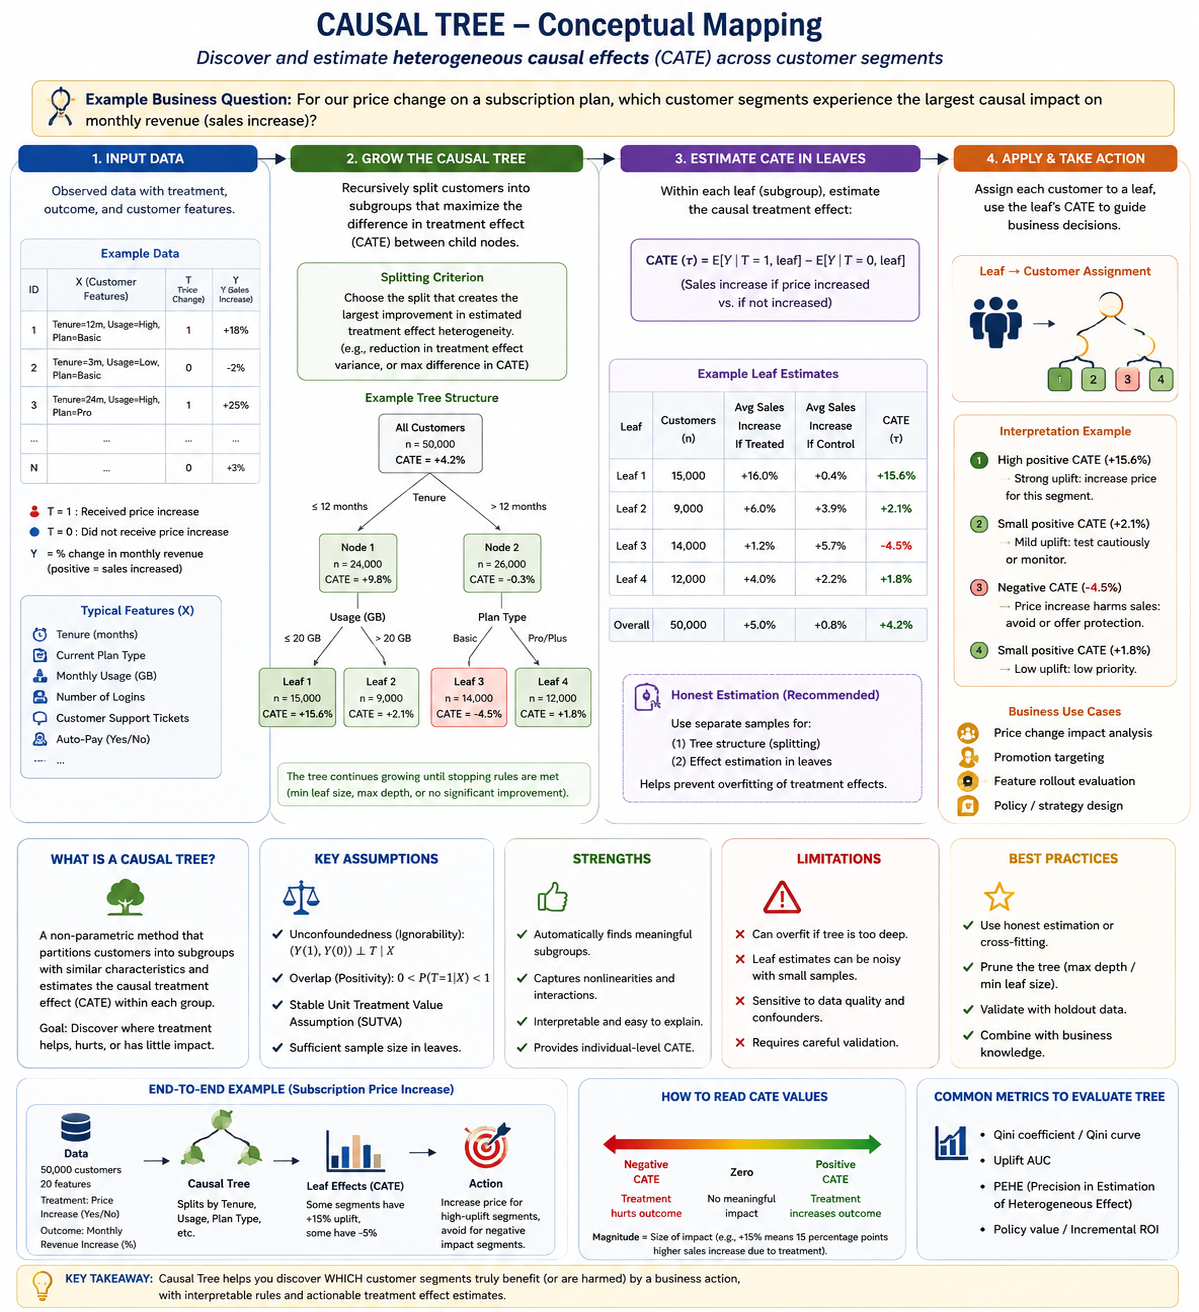 CAUSAL TREE – Conceptual Mapping
Discover and estimate heterogeneous causal effects (CATE) across customer segments
Example Business Question: For our price change on a subscription plan, which customer segments experience the largest causal impact on
monthly revenue (sales increase)?
1. INPUT DATA
Observed data with treatment,
outcome, and customer features.
Example Data
ID
X (Customer
Features)
T
Trice
Change)
Y
Y Gales
Increase)
1
Tenure=12m, Usage=High,
Plan=Basic
1
+18%
2
Tenure=3m, Usage=Low,
Plan=Basic
0
-2%
3
Tenure=24m, Usage=High,
Plan=Pro
1
+25%
...
...
...
...
N
...
0
+3%
T = 1 : Received price increase
T = 0 : Did not receive price increase
Y = % change in monthly revenue
(positive = sales increased)
Typical Features (X)
Tenure (months)
Current Plan Type
Monthly Usage (GB)
Number of Logins
Customer Support Tickets
Auto-Pay (Yes/No)
...
2. GROW THE CAUSAL TREE
Recursively split customers into
subgroups that maximize the
difference in treatment effect
(CATE) between child nodes.
Splitting Criterion
Choose the split that creates the
largest improvement in estimated
treatment effect heterogeneity.
(e.g., reduction in treatment effect
variance, or max difference in CATE)
Example Tree Structure
All Customers
n = 50,000
CATE = +4.2%
Tenure
≤ 12 months
> 12 months
Node 1
n = 24,000
CATE = +9.8%
Node 2
n = 26,000
CATE = -0.3%
Usage (GB)
Plan Type
≤ 20 GB
> 20 GB
Basic
Pro/Plus
Leaf 1
n = 15,000
CATE = +15.6%
Leaf 2
n = 9,000
CATE = +2.1%
Leaf 3
n = 14,000
CATE = -4.5%
Leaf 4
n = 12,000
CATE = +1.8%
The tree continues growing until stopping rules are met
(min leaf size, max depth, or no significant improvement).
3. ESTIMATE CATE IN LEAVES
Within each leaf (subgroup), estimate
the causal treatment effect:
CATE (τ) = E[Y | T = 1, leaf] − E[Y | T = 0, leaf]
(Sales increase if price increased
vs. if not increased)
Example Leaf Estimates
Leaf
Customers
(n)
Avg Sales
Increase
If Treated
Avg Sales
Increase
If Control
CATE
(τ)
Leaf 1
15,000
+16.0%
+0.4%
+15.6%
Leaf 2
9,000
+6.0%
+3.9%
+2.1%
Leaf 3
14,000
+1.2%
+5.7%
-4.5%
Leaf 4
12,000
+4.0%
+2.2%
+1.8%
Overall
50,000
+5.0%
+0.8%
+4.2%
Honest Estimation (Recommended)
Use separate samples for:
(1) Tree structure (splitting)
(2) Effect estimation in leaves
Helps prevent overfitting of treatment effects.
4. APPLY & TAKE ACTION
Assign each customer to a leaf,
use the leaf's CATE to guide
business decisions.
Leaf → Customer Assignment
1
2
3
4
Interpretation Example
1 High positive CATE (+15.6%)
→ Strong uplift: increase price
for this segment.
2 Small positive CATE (+2.1%)
→ Mild uplift: test cautiously
or monitor.
3 Negative CATE (-4.5%)
→ Price increase harms sales:
avoid or offer protection.
4 Small positive CATE (+1.8%)
→ Low uplift: low priority.
Business Use Cases
Price change impact analysis
Promotion targeting
Feature rollout evaluation
Policy / strategy design
WHAT IS A CAUSAL TREE?
A non-parametric method that
partitions customers into subgroups
with similar characteristics and
estimates the causal treatment
effect (CATE) within each group.
Goal: Discover where treatment
helps, hurts, or has little impact.
KEY ASSUMPTIONS
✓ Unconfoundedness (Ignorability):
(Y(1), Y(0)) ⊥ T | X
✓ Overlap (Positivity): 0 < P(T=1|X) < 1
✓ Stable Unit Treatment Value
Assumption (SUTVA)
✓ Sufficient sample size in leaves.
STRENGTHS
✓ Automatically finds meaningful
subgroups.
✓ Captures nonlinearities and
interactions.
✓ Interpretable and easy to explain.
✓ Provides individual-level CATE.
LIMITATIONS
✗ Can overfit if tree is too deep.
✗ Leaf estimates can be noisy
with small samples.
✗ Sensitive to data quality and
confounders.
✗ Requires careful validation.
BEST PRACTICES
✓ Use honest estimation or
cross-fitting.
✓ Prune the tree (max depth /
min leaf size).
✓ Validate with holdout data.
✓ Combine with business
knowledge.
END-TO-END EXAMPLE (Subscription Price Increase)
Data
50,000 customers
20 features
Treatment: Price
Increase (Yes/No)
Outcome: Monthly
Revenue Increase (%)
Causal Tree
Splits by Tenure,
Usage, Plan Type,
etc.
Leaf Effects (CATE)
Some segments have
+15% uplift,
some have –5%
Action
Increase price for
high-uplift segments,
avoid for negative
impact segments.
HOW TO READ CATE VALUES
Negative
CATE
Treatment
hurts outcome
Zero
No meaningful
impact
Positive
CATE
Treatment
increases outcome
Magnitude = Size of impact (e.g., +15% means 15 percentage points
higher sales increase due to treatment).
COMMON METRICS TO EVALUATE TREE
• Qini coefficient / Qini curve
• Uplift AUC
• PEHE (Precision in Estimation
of Heterogeneous Effect)
• Policy value / Incremental ROI
KEY TAKEAWAY: Causal Tree helps you discover WHICH customer segments truly benefit (or are harmed) by a business action,
with interpretable rules and actionable treatment effect estimates.